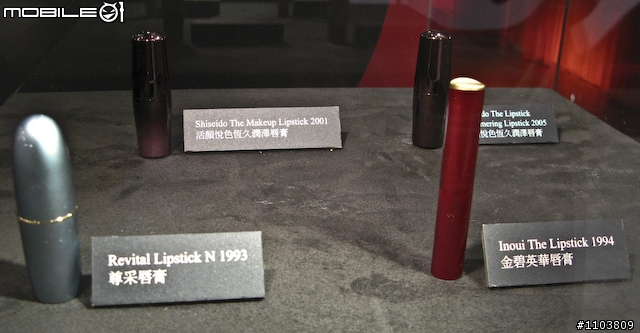 MOBILE01
Shiseido The Makeup Lipstick 2001
活顏悅色恆久潤澤唇膏
do The Lipstick
mering Lipstick 2005
悅色恆久潤澤唇膏
Revital Lipstick N 1993
尊采唇膏
Inoui The Lipstick 1994
金碧英華唇膏
#1103809